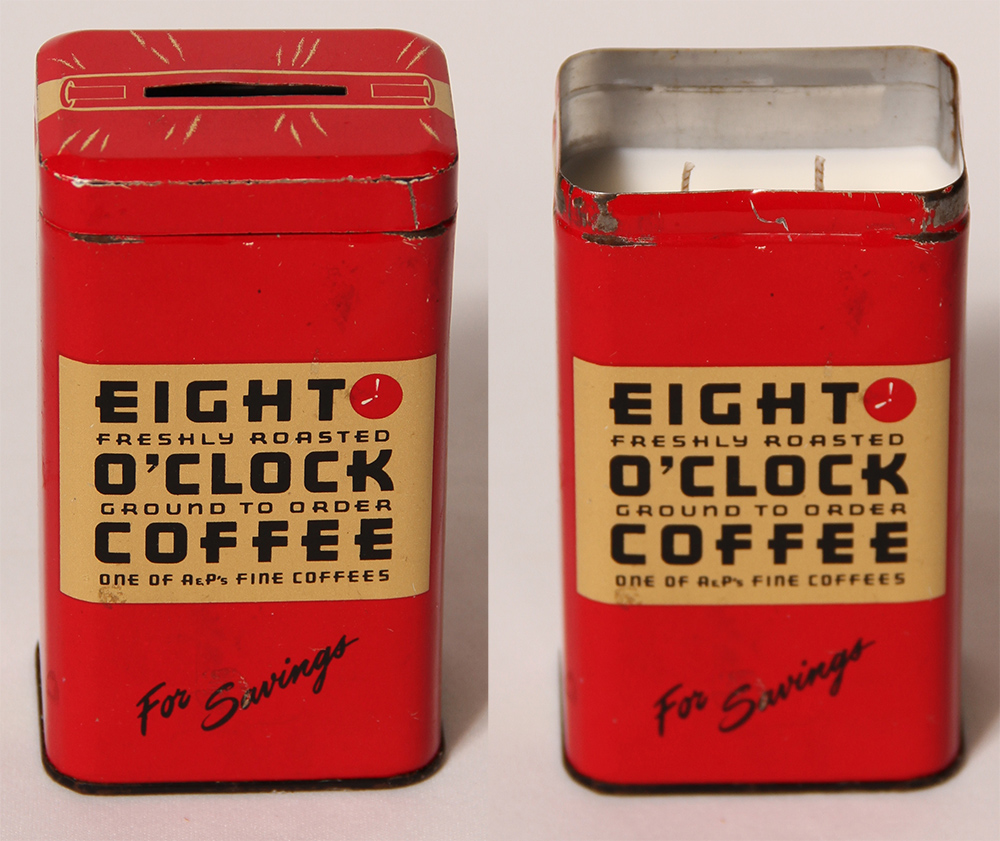 EIGHT
FRESHLY ROASTED
O'CLOCK
GROUND TO ORDER
COFFEE
ONE OF A&P's FINE COFFEES
For Savings
EIGHT
FRESHLY ROASTED
O'CLOCK
GROUND TO ORDER
COFFEE
ONE OF A&P's FINE COFFEES
For Savings